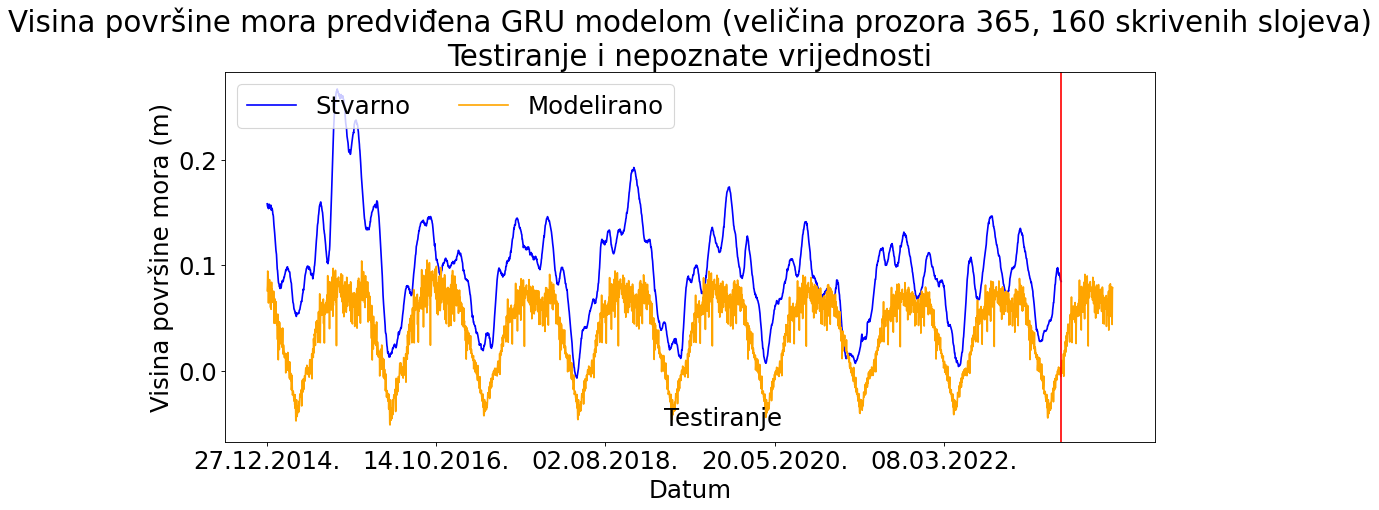 Visina površine mora predviđena GRU modelom (veličina prozora 365, 160 skrivenih slojeva)
Testiranje i nepoznate vrijednosti
Stvarno
Modelirano
Visina površine mora (m)
0.2
0.1
0.0
Testiranje
27.12.2014.
14.10.2016.
02.08.2018.
20.05.2020.
08.03.2022.
Datum